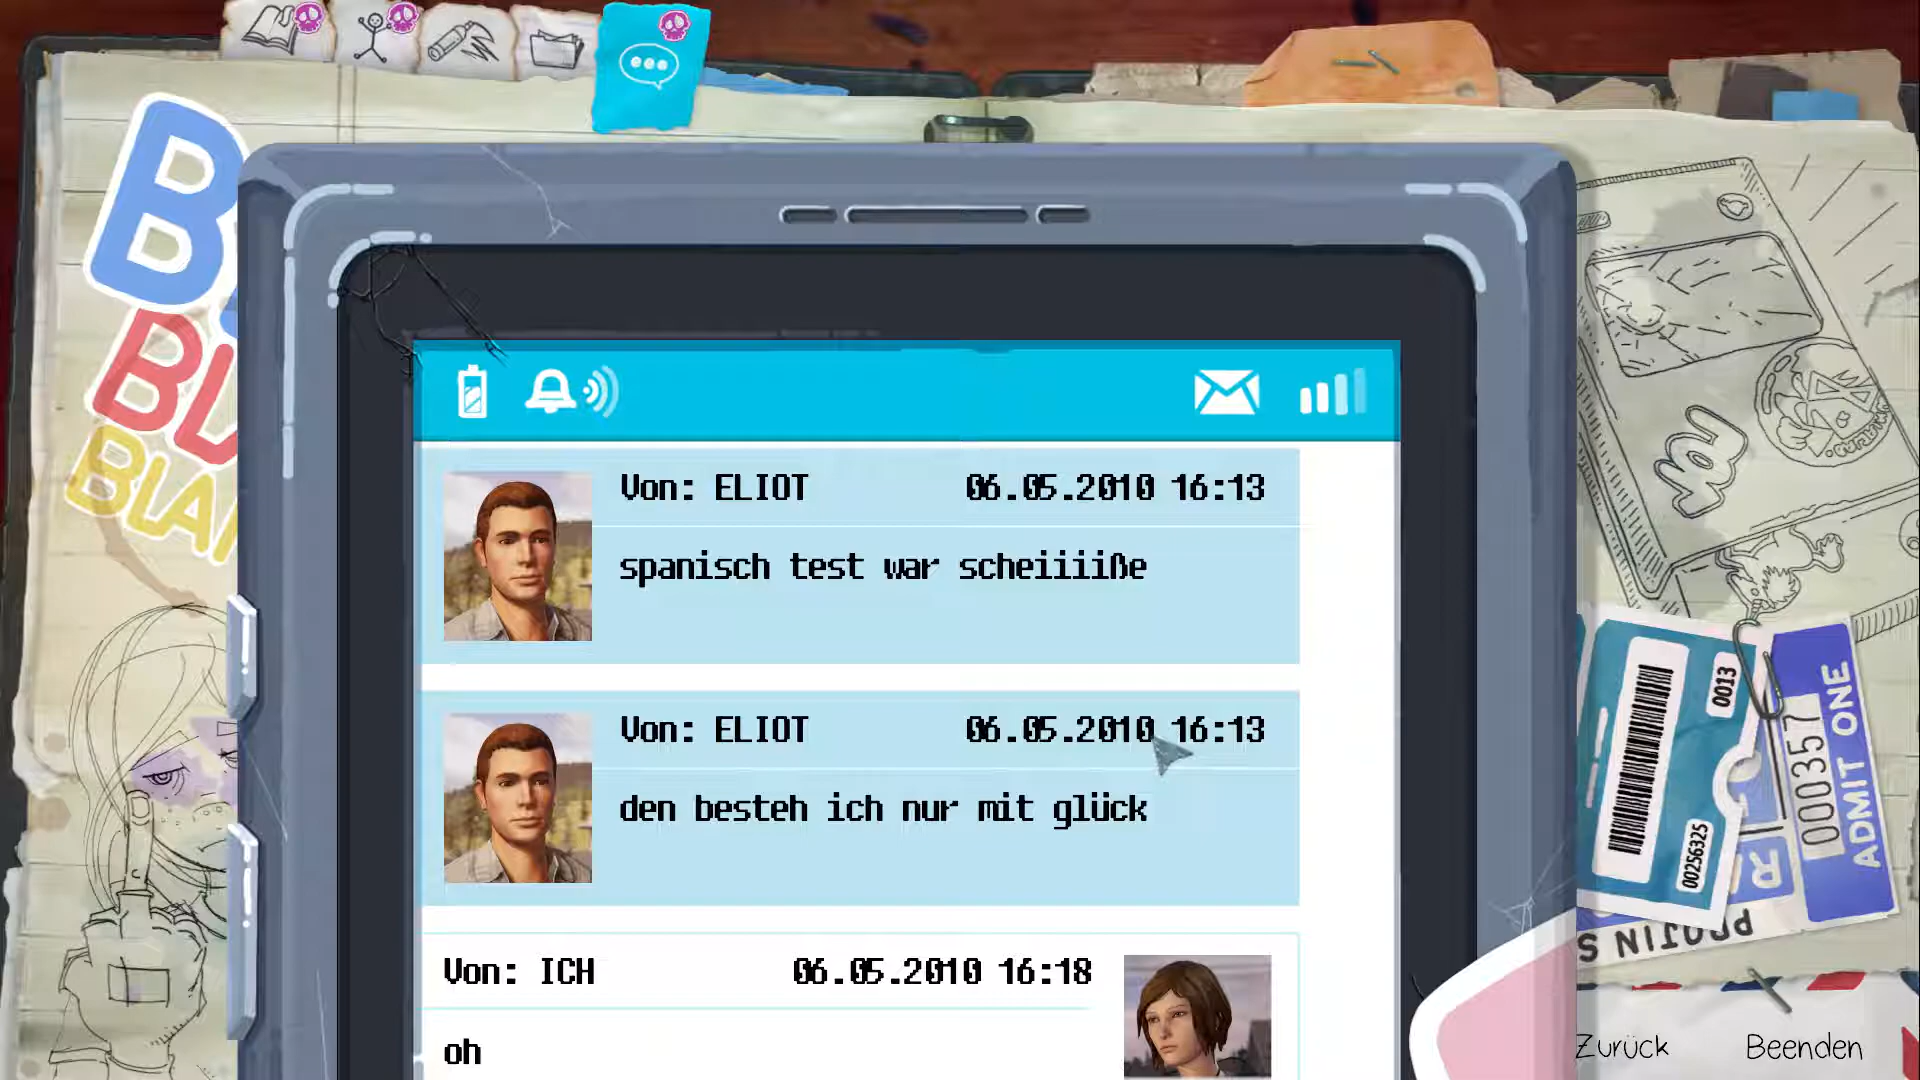 Von: ELIOT 06.05.2010 16:13
spanisch test war scheiiiiße
Von: ELIOT 06.05.2010 16:13
den besteh ich nur mit glück
Von: ICH 06.05.2010 16:18
oh
0013
00256325
000357
ADMIT ONE
Zurück
Beenden